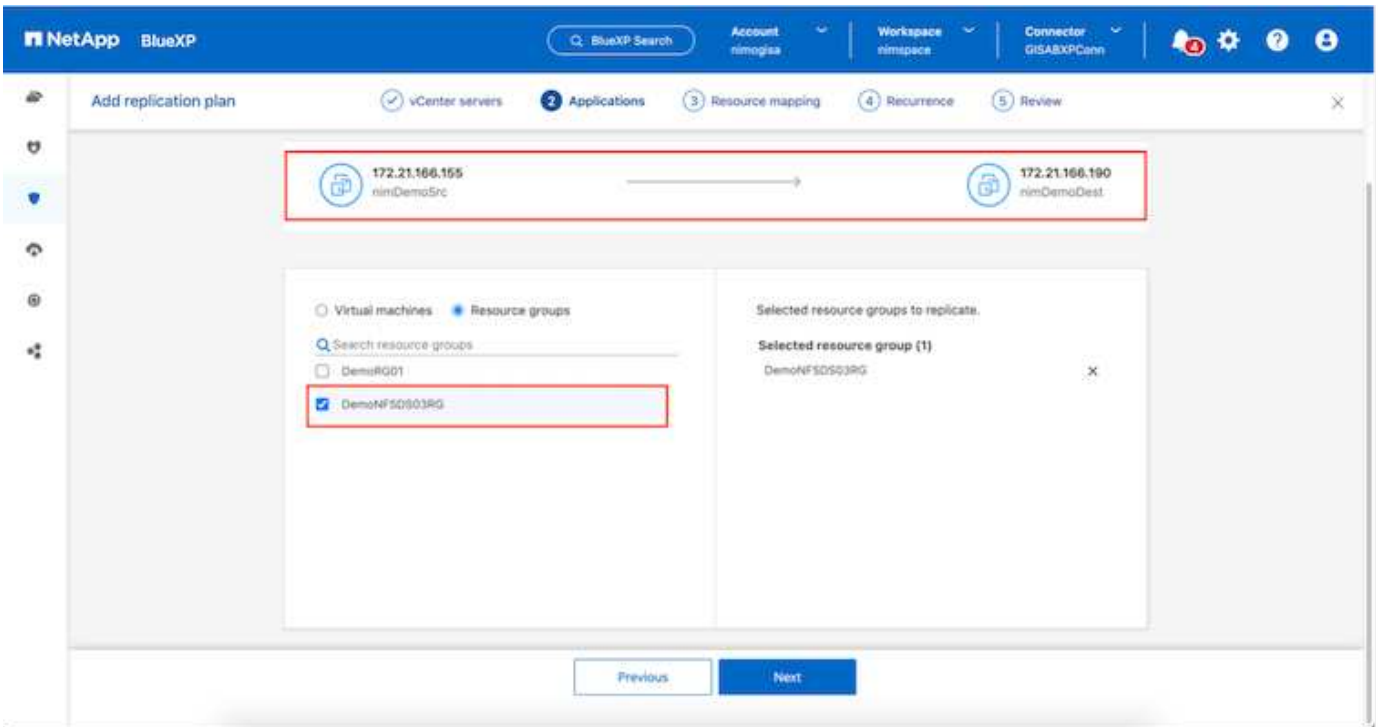 NetApp BlueXP
BlueXP Search
Account
nimogisa
Workspace
nimspace
Connector
GISABXPConn
4
Add replication plan
vCenter servers
2 Applications
3 Resource mapping
4 Recurrence
5 Review
172.21.166.155
nimDemoSrc
172.21.166.190
nimDemoDest
Virtual machines
Resource groups
Search resource groups
DemoRG01
DemoNFSDS03RG
Selected resource groups to replicate.
Selected resource group (1)
DemoNFSDS03RG
Previous
Next